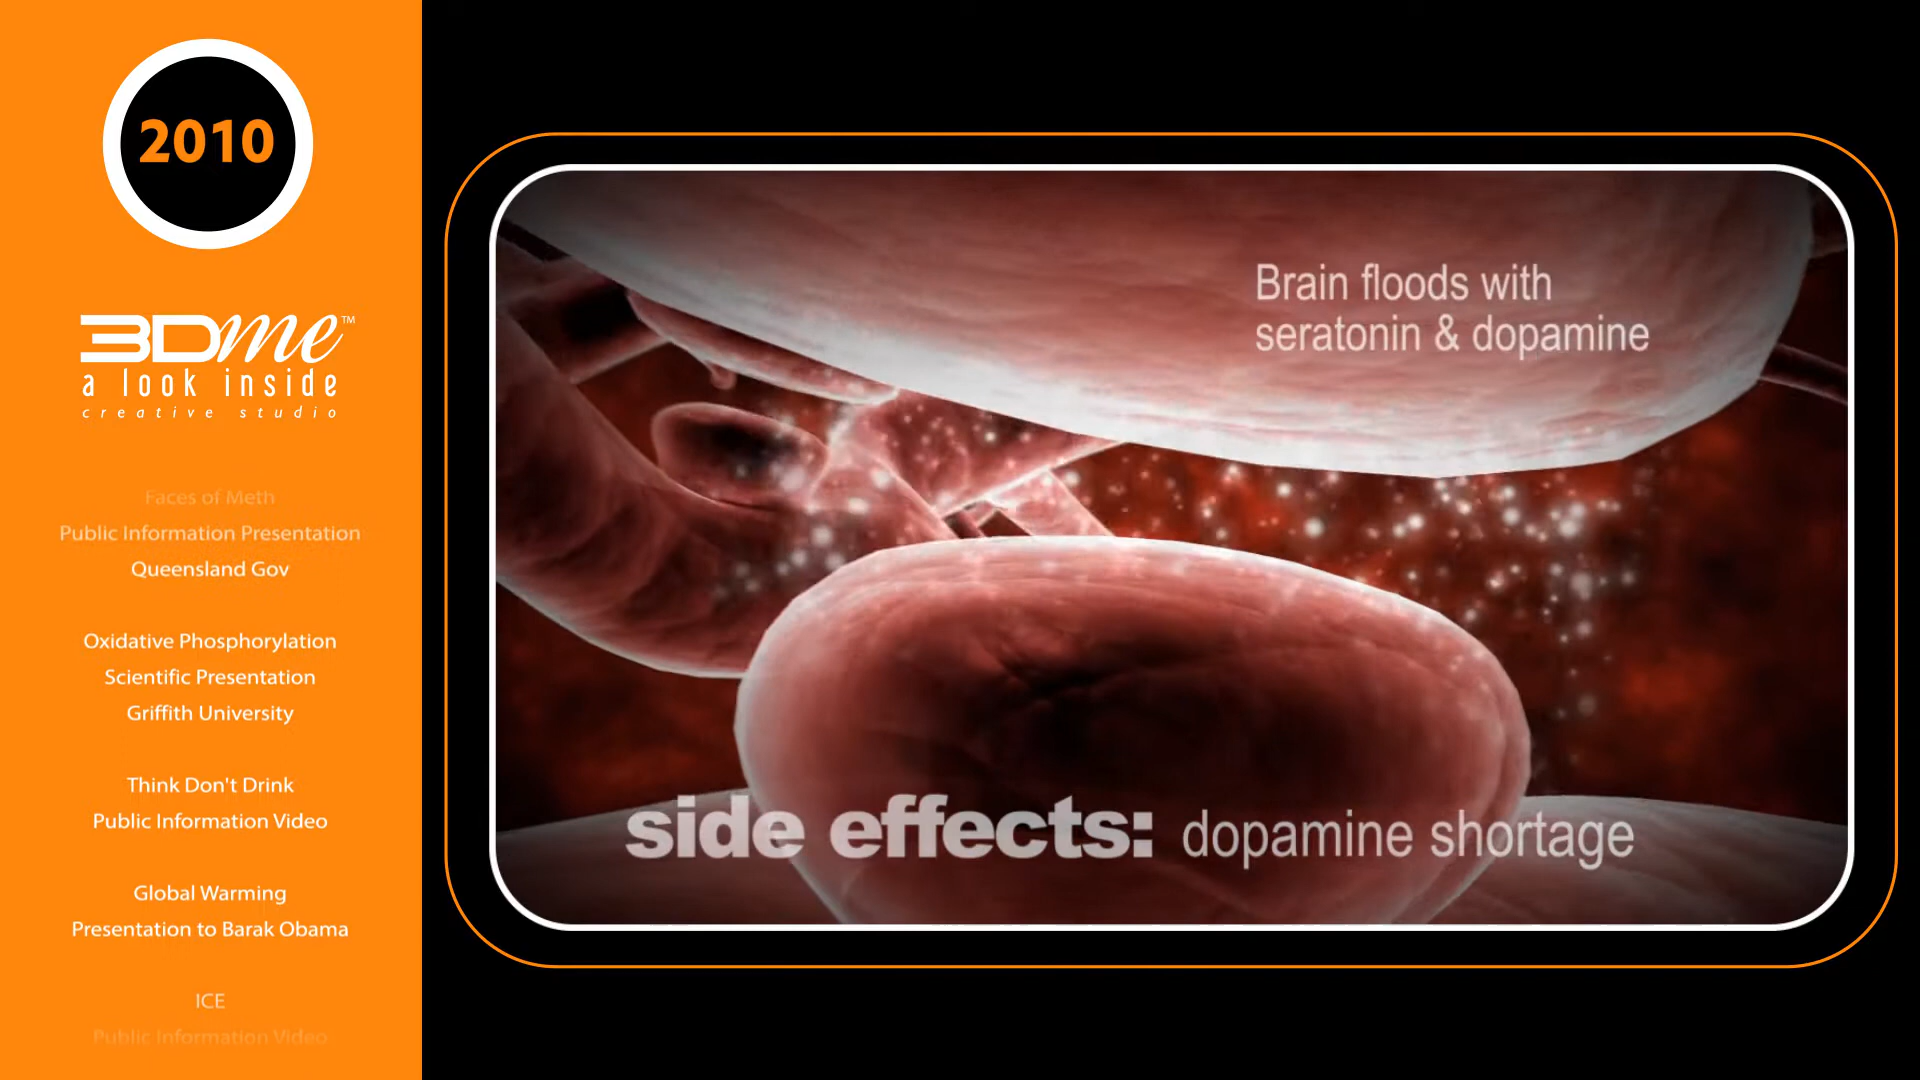 2010
3Dme™
a look inside
creative studio
Faces of Meth
Public Information Presentation
Queensland Gov
Oxidative Phosphorylation
Scientific Presentation
Griffith University
Think Don't Drink
Public Information Video
Global Warming
Presentation to Barak Obama
ICE
Public Information Video
Brain floods with
seratonin & dopamine
side effects: dopamine shortage